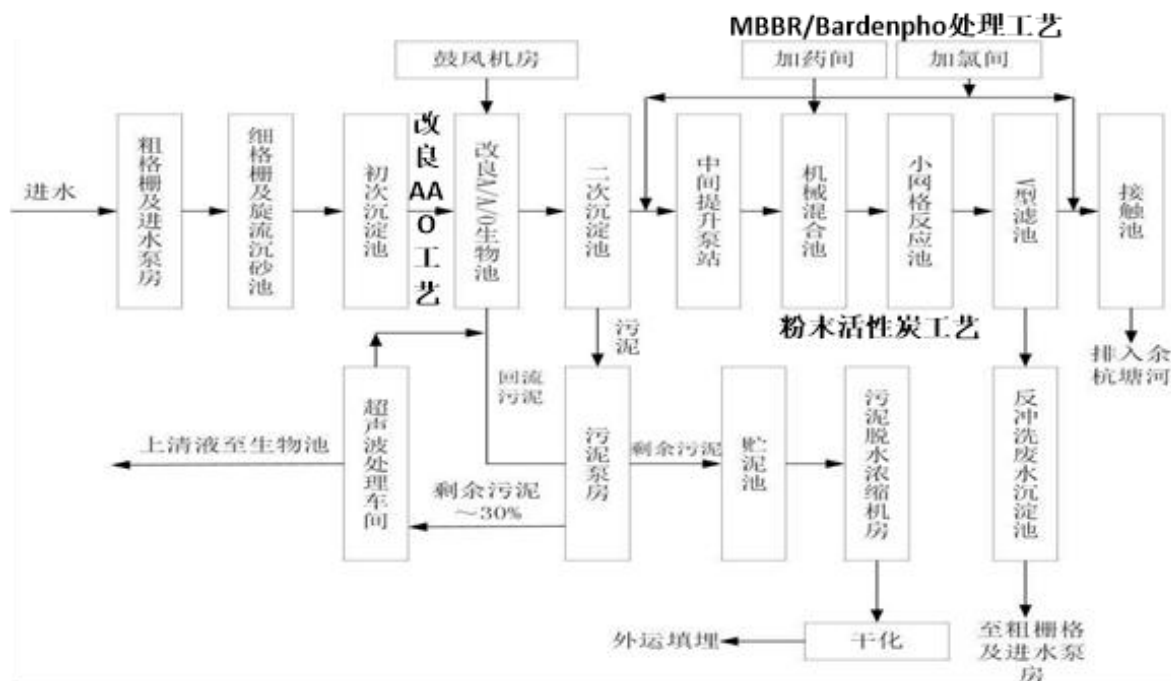 MBBR/Bardenpho处理工艺
鼓风机房
加药间
加氯间
进水
粗格栅及进水泵房
细格栅及旋流沉砂池
初次沉淀池
改良AAO工艺
改良A/A/O生物池
二次沉淀池
中间提升泵站
机械混合池
小网格反应池
V型滤池
接触池
粉末活性炭工艺
污泥
排入余
杭塘河
回流
污泥
超声波处理车间
污泥泵房
贮泥池
污泥脱水浓缩机房
反冲洗废水沉淀池
上清液至生物池
剩余污泥
剩余污泥
~30%
外运填埋
干化
至粗栅格
及进水泵
房